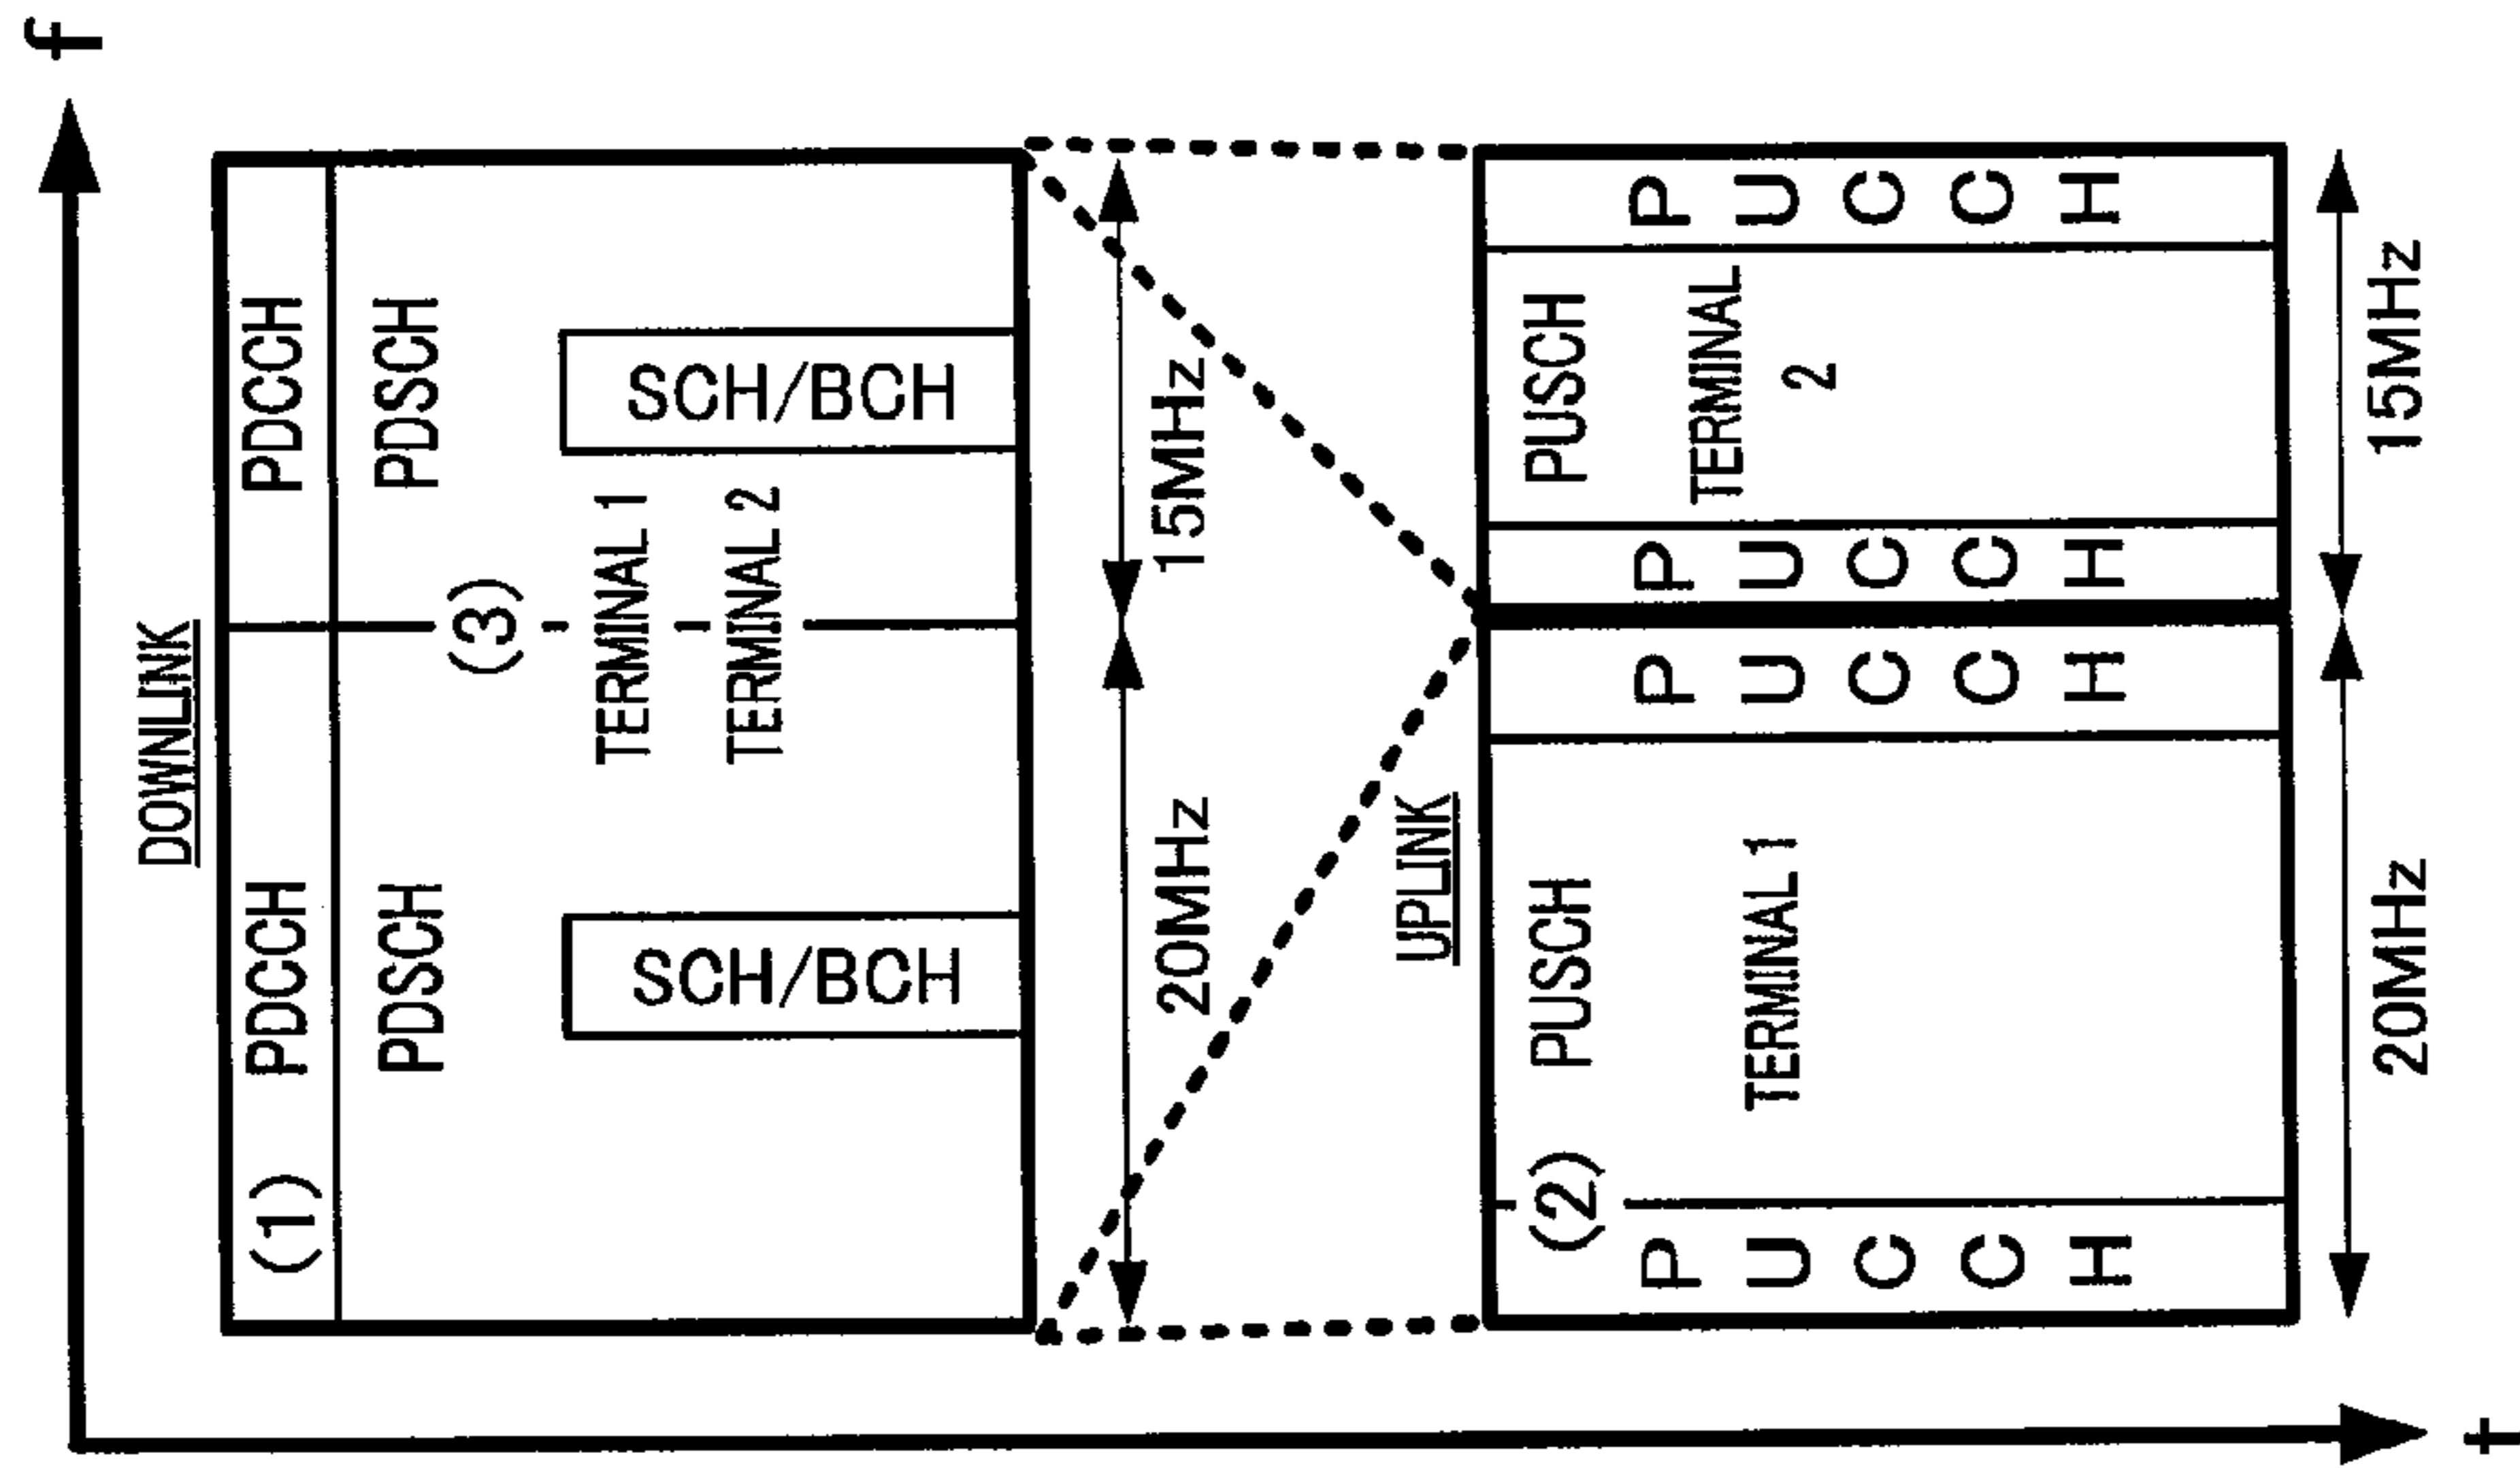 f
DOWNLINK
PDCCH
PDSCH
SCH/BCH
15MHz
(3)
TERMINAL 1
TERMINAL 2
(1)
PDCCH
PDSCH
SCH/BCH
20MHz
UPLINK
PUCCH
PUSCH
TERMINAL
2
PUCCH
15MHz
PUCCH
PUSCH
TERMINAL 1
(2)
PUCCH
20MHz
t